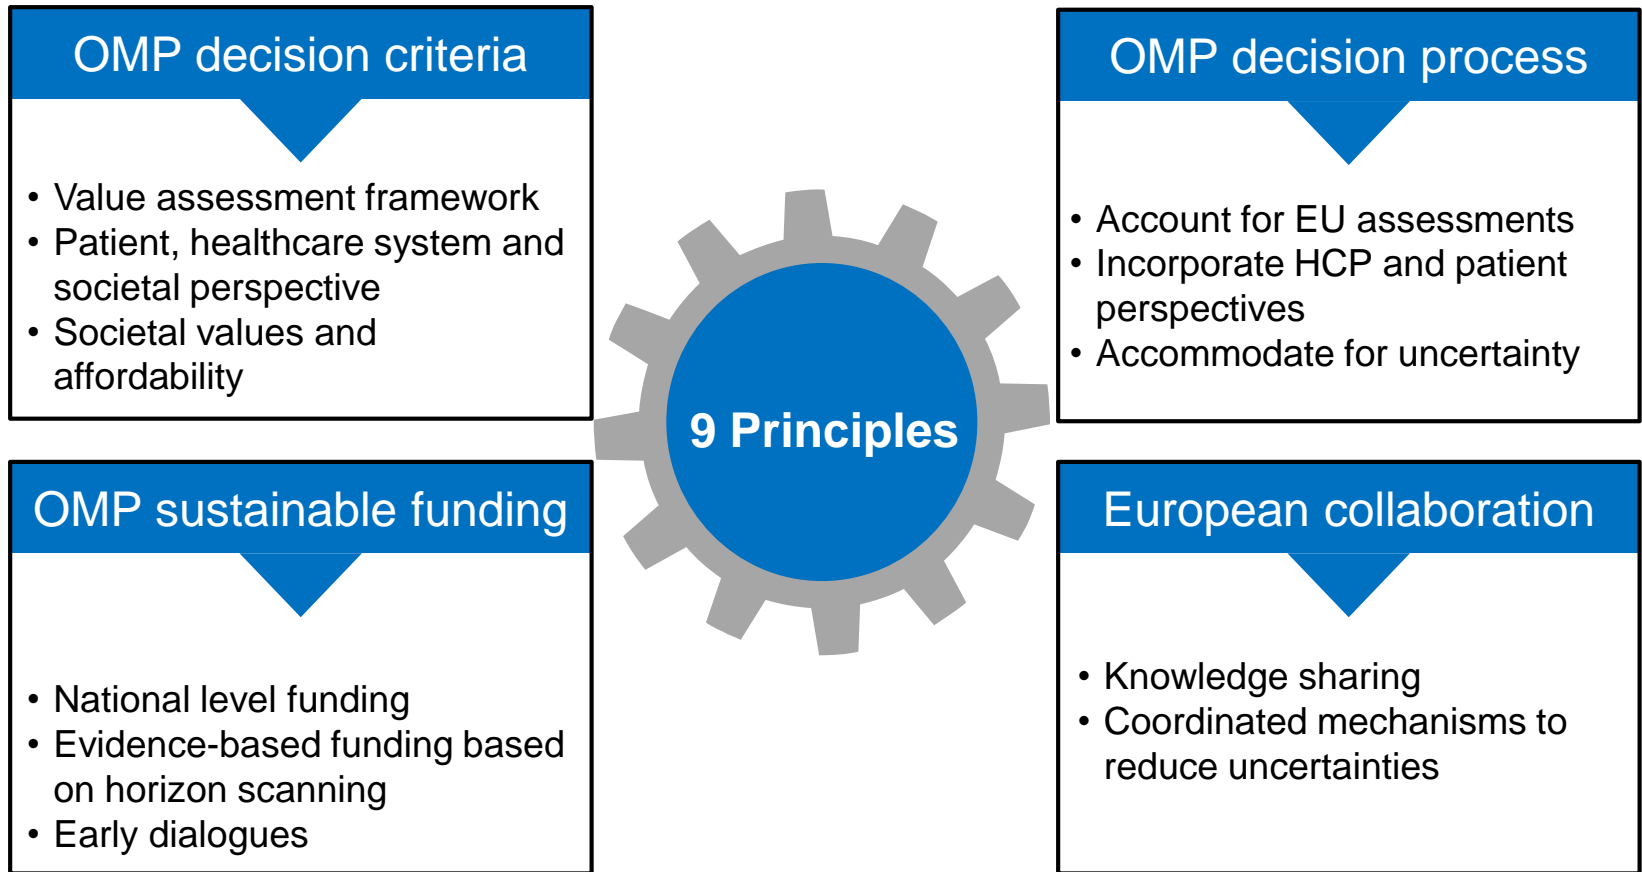 OMP decision criteria
• Value assessment framework
• Patient, healthcare system and
societal perspective
• Societal values and
affordability
OMP decision process
• Account for EU assessments
• Incorporate HCP and patient
perspectives
• Accommodate for uncertainty
9 Principles
OMP sustainable funding
• National level funding
• Evidence-based funding based
on horizon scanning
• Early dialogues
European collaboration
• Knowledge sharing
• Coordinated mechanisms to
reduce uncertainties